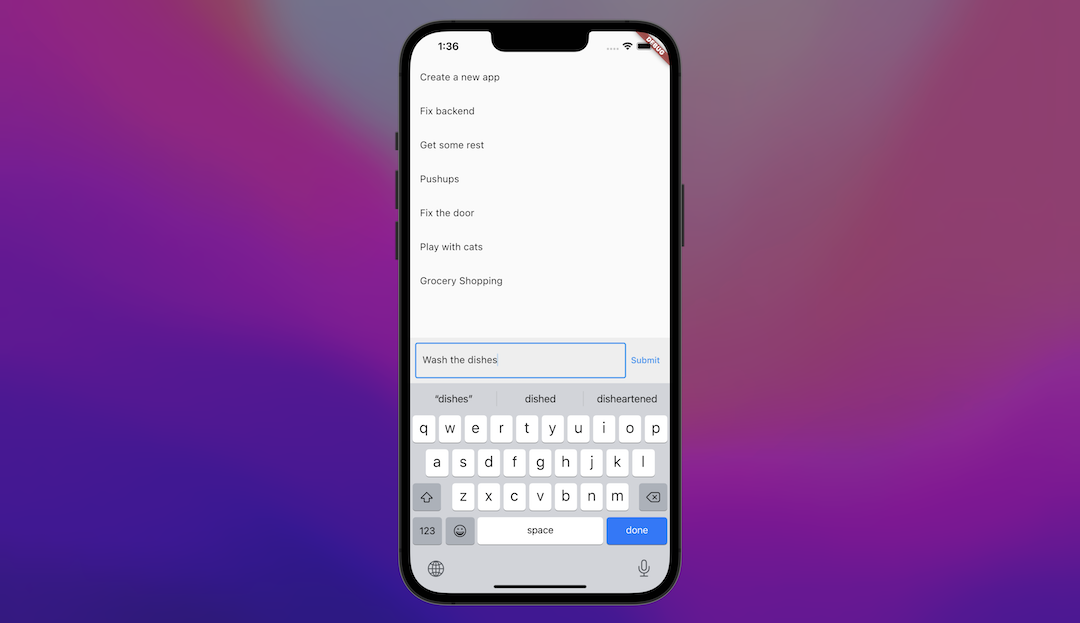 1:36
DEBUG
Create a new app
Fix backend
Get some rest
Pushups
Fix the door
Play with cats
Grocery Shopping
Wash the dishes
Submit
“dishes” dished disheartened
q w e r t y u i o p
a s d f g h j k l
z x c v b n m
123 space done